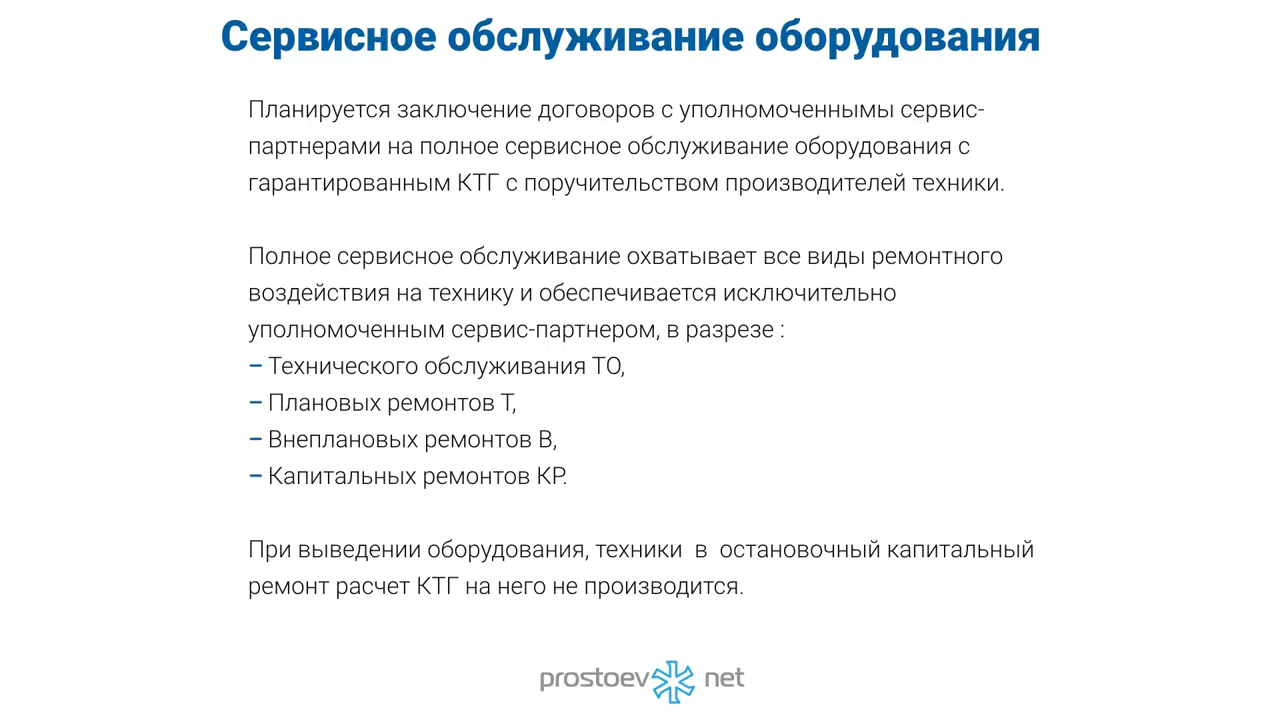 Сервисное обслуживание оборудования
Планируется заключение договоров с уполномоченнымы сервис-
партнерами на полное сервисное обслуживание оборудования с
гарантированным КТГ с поручительством производителей техники.
Полное сервисное обслуживание охватывает все виды ремонтного
воздействия на технику и обеспечивается исключительно
уполномоченным сервис-партнером, в разрезе :
– Технического обслуживания ТО,
– Плановых ремонтов Т,
– Внеплановых ремонтов В,
– Капитальных ремонтов КР.
При выведении оборудования, техники  в  остановочный капитальный
ремонт расчет КТГ на него не производится.
prostoev net